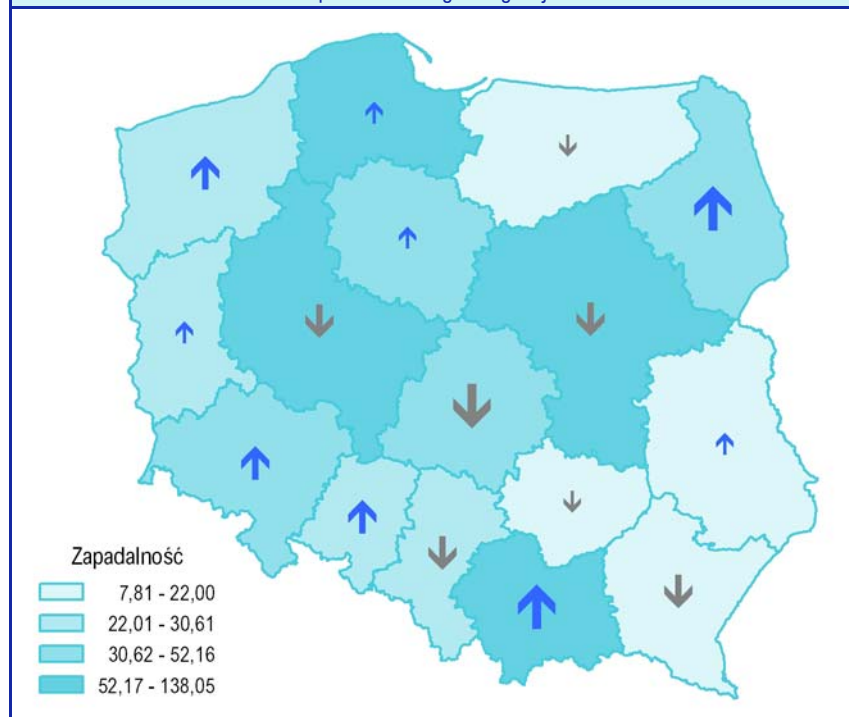 Zapadalność
7,81 - 22,00
22,01 - 30,61
30,62 - 52,16
52,17 - 138,05